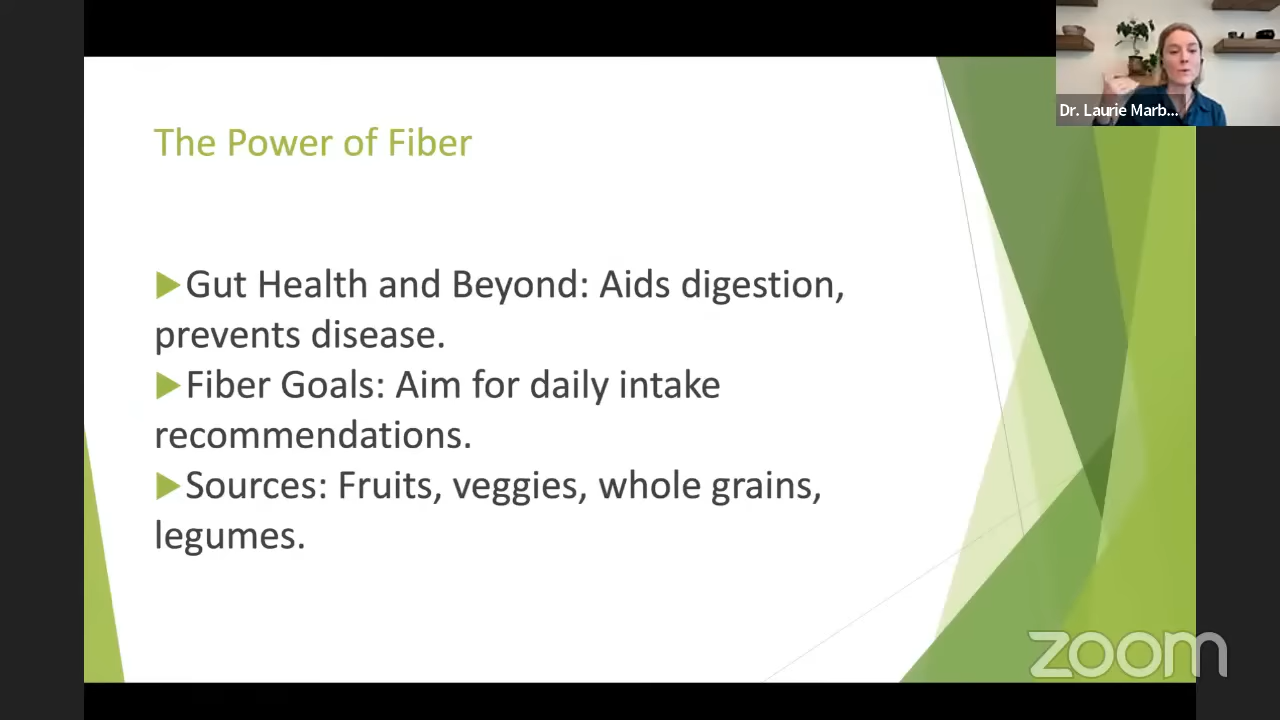 Dr. Laurie Marb...
The Power of Fiber
Gut Health and Beyond: Aids digestion,
prevents disease.
Fiber Goals: Aim for daily intake
recommendations.
Sources: Fruits, veggies, whole grains,
legumes.
zoom